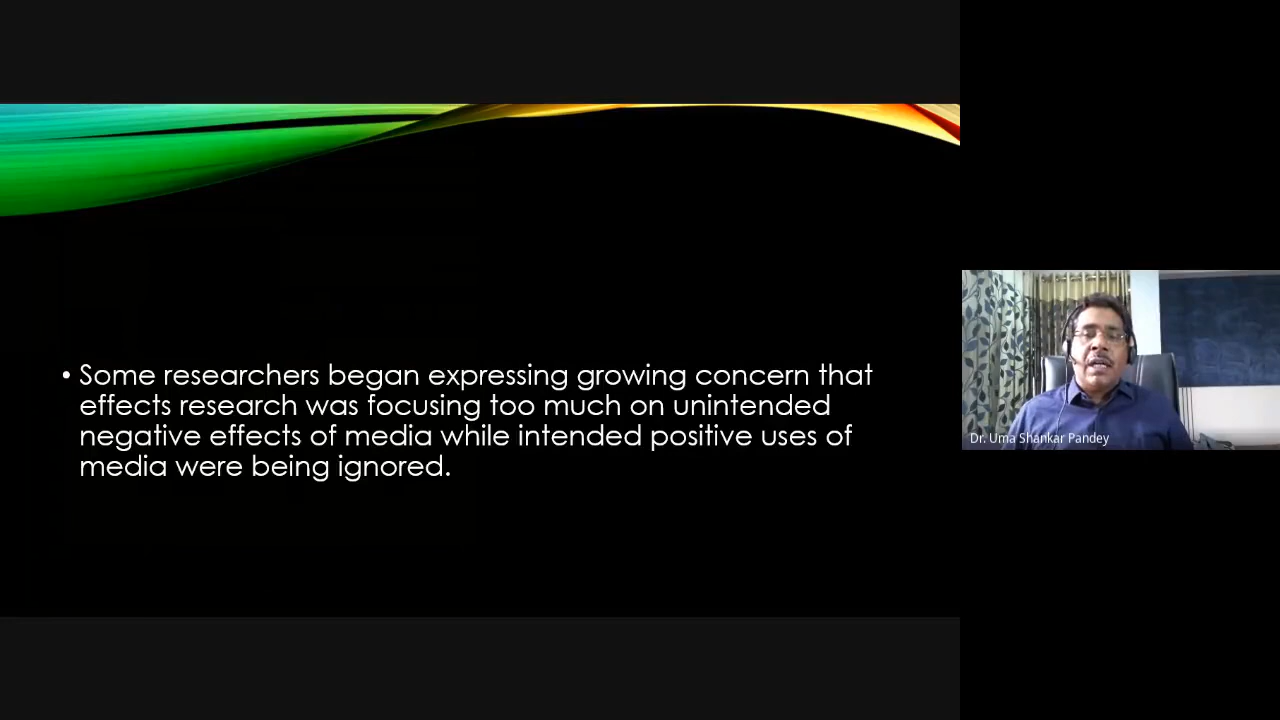 • Some researchers began expressing growing concern that
effects research was focusing too much on unintended
negative effects of media while intended positive uses of
media were being ignored.
Dr. Uma Shankar Pandey